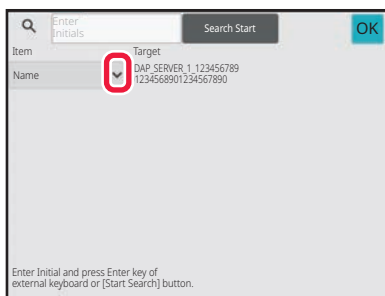 Enter
Initials
Search Start
OK
Item
Target
Name
DAP_SERVER_1_123456789
1234568901234567890
Enter Initial and press Enter key of
external keyboard or [Start Search] button.